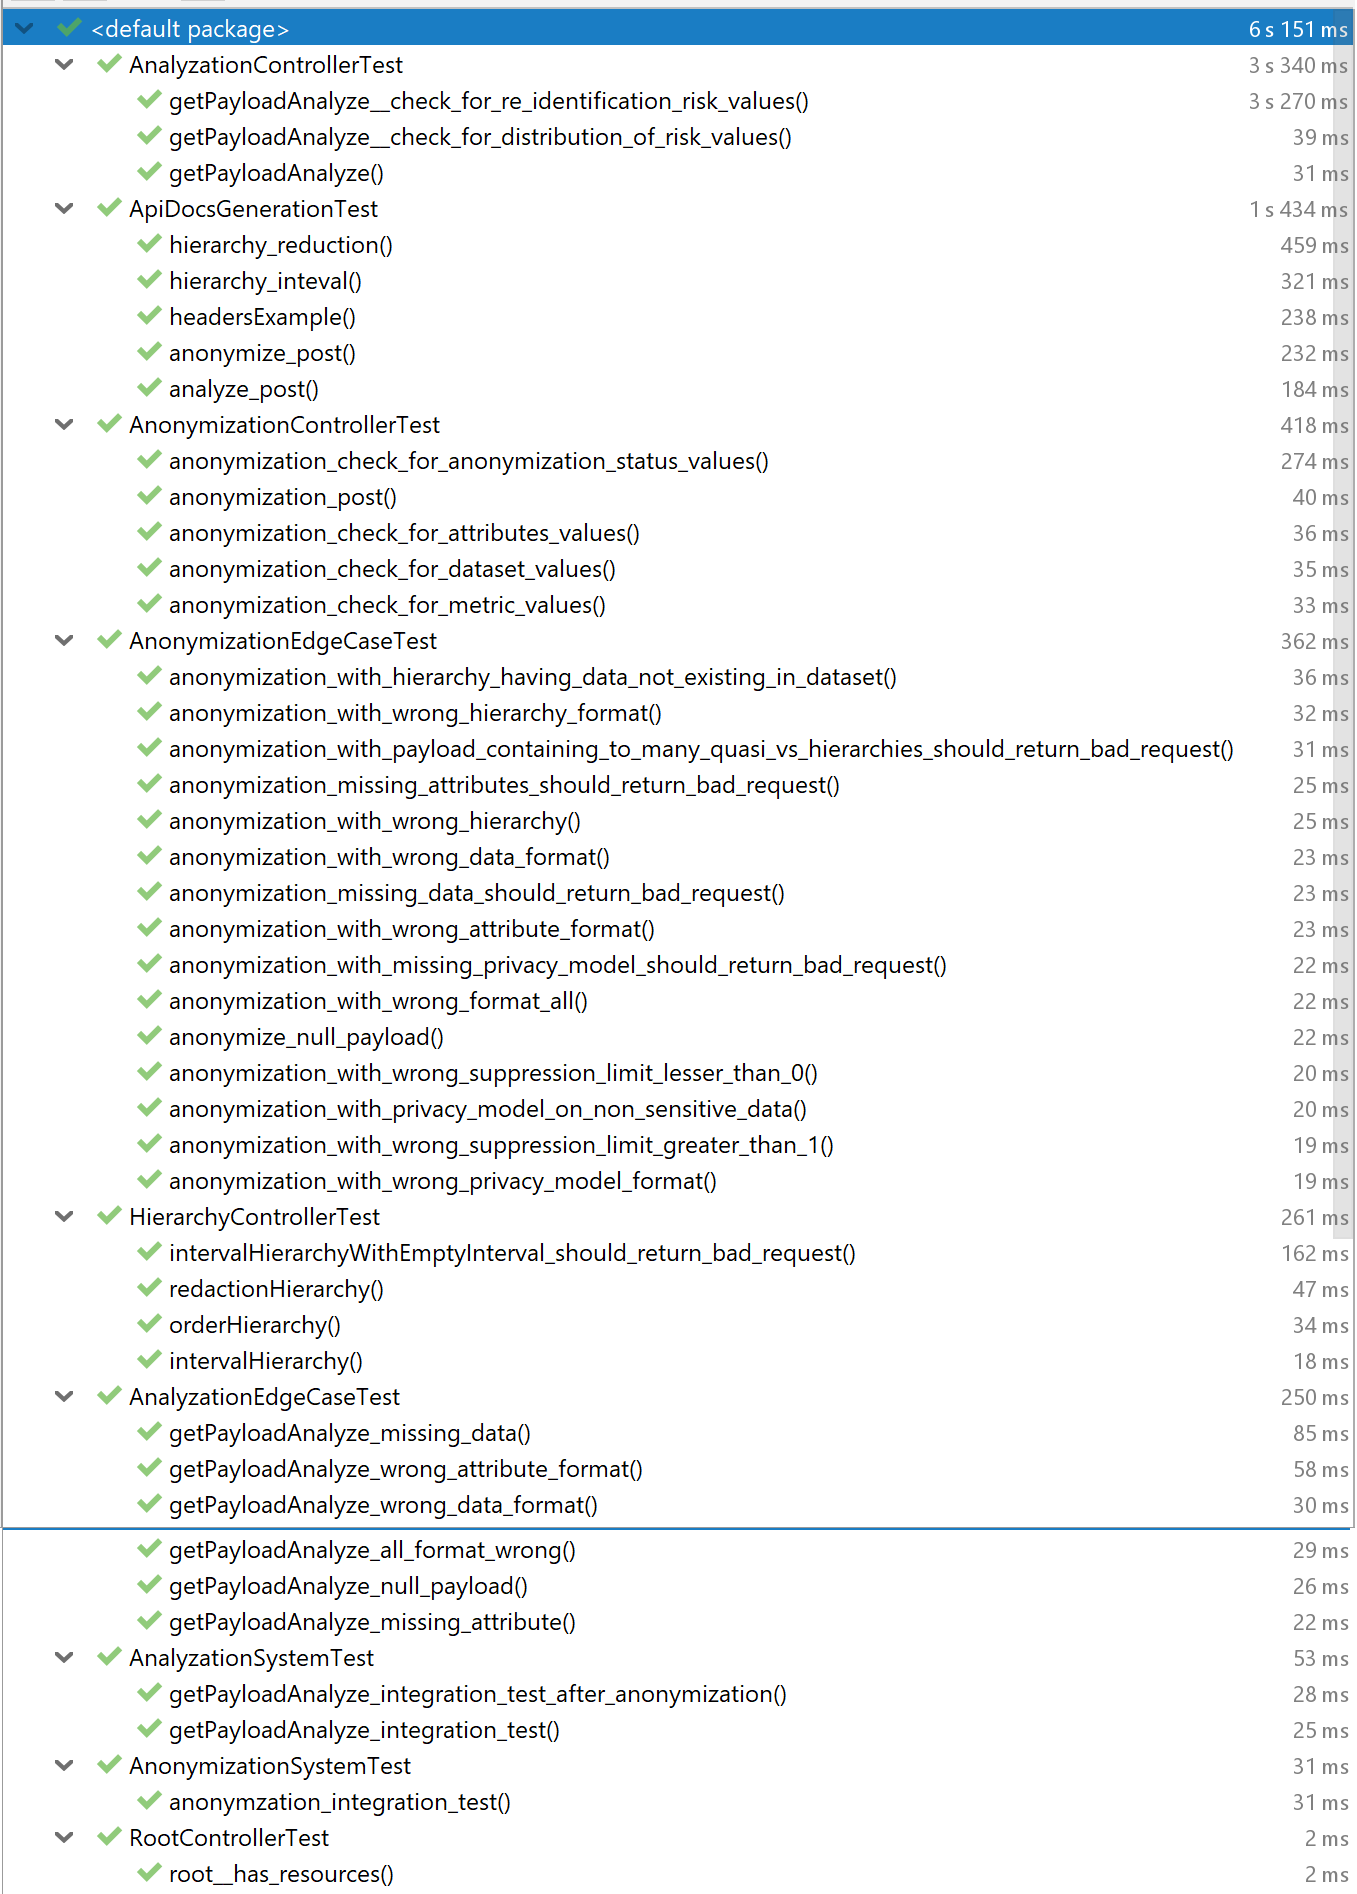 <default package> 6 s 151 ms
AnalyzationControllerTest 3 s 340 ms
getPayloadAnalyze__check_for_re_identification_risk_values() 3 s 270 ms
getPayloadAnalyze__check_for_distribution_of_risk_values() 39 ms
getPayloadAnalyze() 31 ms
ApiDocsGenerationTest 1 s 434 ms
hierarchy_reduction() 459 ms
hierarchy_inteval() 321 ms
headersExample() 238 ms
anonymize_post() 232 ms
analyze_post() 184 ms
AnonymizationControllerTest 418 ms
anonymization_check_for_anonymization_status_values() 274 ms
anonymization_post() 40 ms
anonymization_check_for_attributes_values() 36 ms
anonymization_check_for_dataset_values() 35 ms
anonymization_check_for_metric_values() 33 ms
AnonymizationEdgeCaseTest 362 ms
anonymization_with_hierarchy_having_data_not_existing_in_dataset() 36 ms
anonymization_with_wrong_hierarchy_format() 32 ms
anonymization_with_payload_containing_to_many_quasi_vs_hierarchies_should_return_bad_request() 31 ms
anonymization_missing_attributes_should_return_bad_request() 25 ms
anonymization_with_wrong_hierarchy() 25 ms
anonymization_with_wrong_data_format() 23 ms
anonymization_missing_data_should_return_bad_request() 23 ms
anonymization_with_wrong_attribute_format() 23 ms
anonymization_with_missing_privacy_model_should_return_bad_request() 22 ms
anonymization_with_wrong_format_all() 22 ms
anonymize_null_payload() 22 ms
anonymization_with_wrong_suppression_limit_lesser_than_0() 20 ms
anonymization_with_privacy_model_on_non_sensitive_data() 20 ms
anonymization_with_wrong_suppression_limit_greater_than_1() 19 ms
anonymization_with_wrong_privacy_model_format() 19 ms
HierarchyControllerTest 261 ms
intervalHierarchyWithEmptyInterval_should_return_bad_request() 162 ms
redactionHierarchy() 47 ms
orderHierarchy() 34 ms
intervalHierarchy() 18 ms
AnalyzationEdgeCaseTest 250 ms
getPayloadAnalyze_missing_data() 85 ms
getPayloadAnalyze_wrong_attribute_format() 58 ms
getPayloadAnalyze_wrong_data_format() 30 ms
getPayloadAnalyze_all_format_wrong() 29 ms
getPayloadAnalyze_null_payload() 26 ms
getPayloadAnalyze_missing_attribute() 22 ms
AnalyzationSystemTest 53 ms
getPayloadAnalyze_integration_test_after_anonymization() 28 ms
getPayloadAnalyze_integration_test() 25 ms
AnonymizationSystemTest 31 ms
anonymzation_integration_test() 31 ms
RootControllerTest 2 ms
root__has_resources() 2 ms